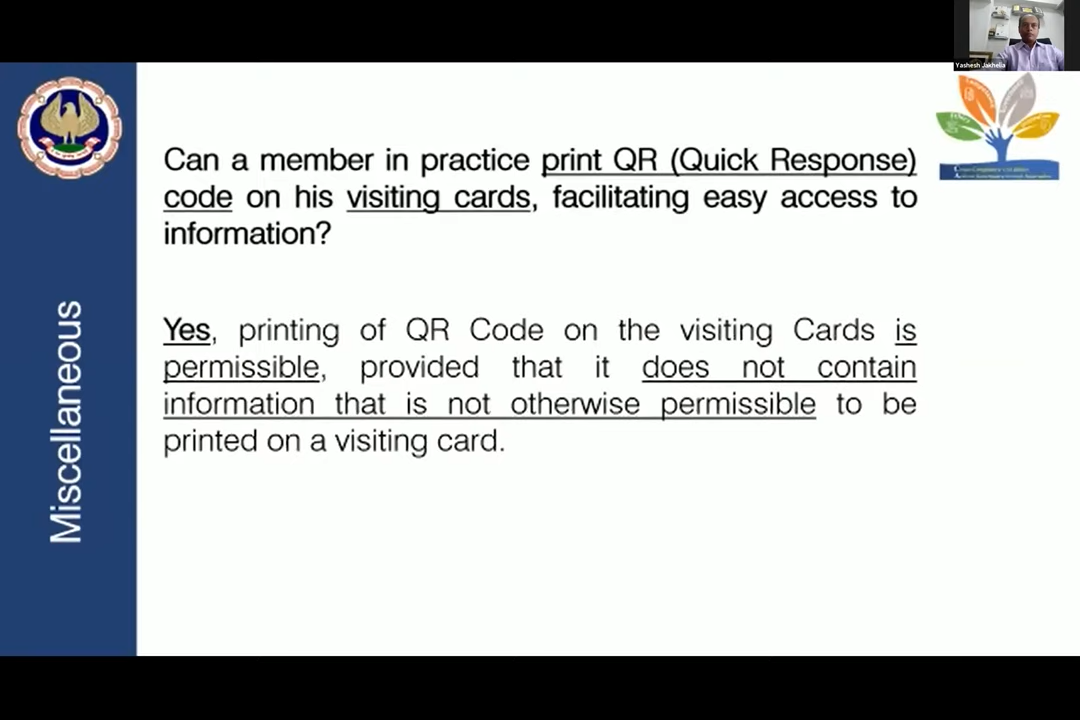 Yashesh Jakhelia
Can a member in practice print QR (Quick Response)
code on his visiting cards, facilitating easy access to
information?
Yes, printing of QR Code on the visiting Cards is
permissible, provided that it does not contain
information that is not otherwise permissible to be
printed on a visiting card.
Miscellaneous